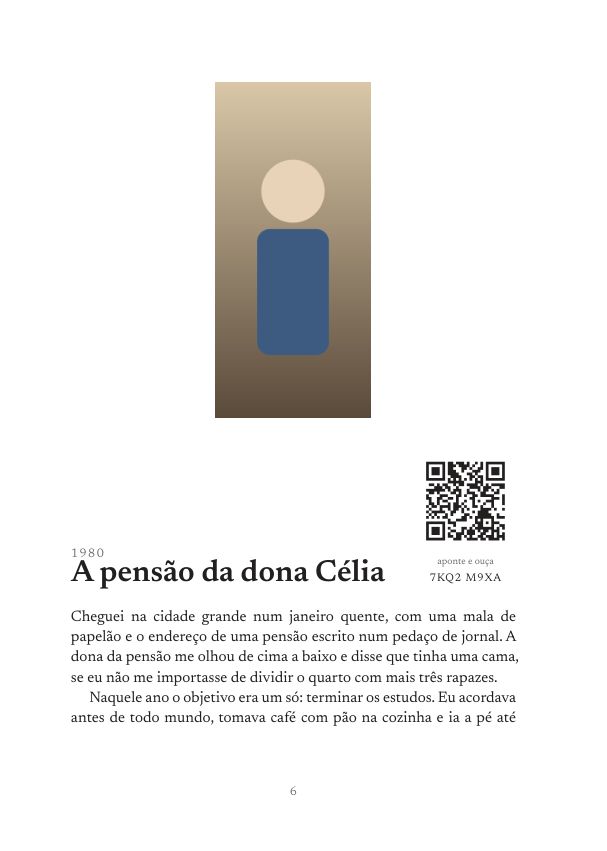 aponte e ouça
7KQ2 M9XA
1980
A pensão da dona Célia
Cheguei na cidade grande num janeiro quente, com uma mala de
papelão e o endereço de uma pensão escrito num pedaço de jornal. A
dona da pensão me olhou de cima a baixo e disse que tinha uma cama,
se eu não me importasse de dividir o quarto com mais três rapazes.
Naquele ano o objetivo era um só: terminar os estudos. Eu acordava
antes de todo mundo, tomava café com pão na cozinha e ia a pé até
6